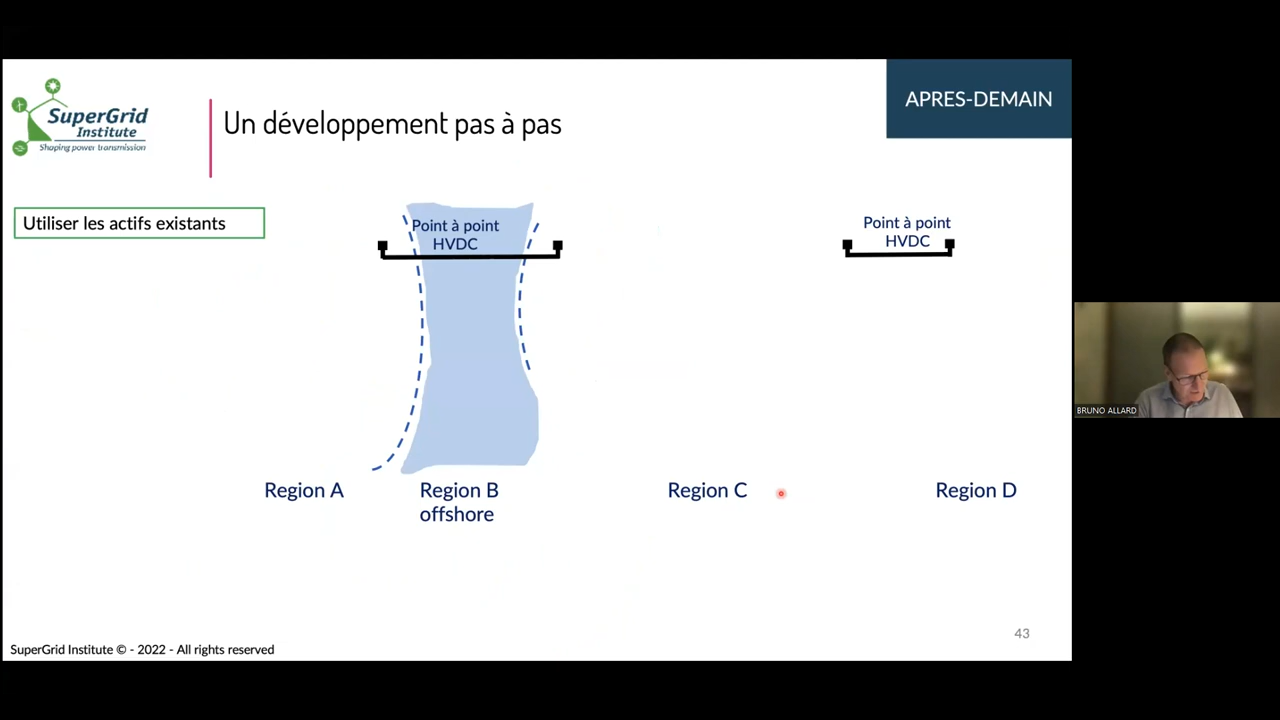 SuperGrid
Institute
Shaping power transmission
Un développement pas à pas
APRES-DEMAIN
Utiliser les actifs existants
Point à point
HVDC
Point à point
HVDC
BRUNO ALLARD
Region A
Region B
offshore
Region C
Region D
43
SuperGrid Institute © - 2022 - All rights reserved